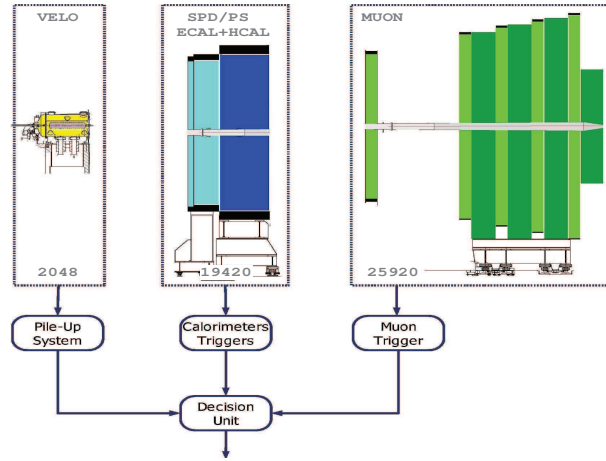 VELO
SPD/PS
ECAL+HCAL
MUON
2048
19420
25920
Pile-Up
System
Calorimeters
Triggers
Muon
Trigger
Decision
Unit